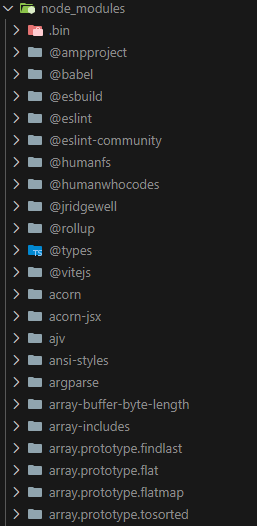 node_modules
.bin
@ampproject
@babel
@esbuild
@eslint
@eslint-community
@humanfs
@humanwhocodes
@jridgewell
@rollup
TS @types
@vitejs
acorn
acorn-jsx
ajv
ansi-styles
argparse
array-buffer-byte-length
array-includes
array.prototype.findlast
array.prototype.flat
array.prototype.flatmap
array.prototype.tosorted